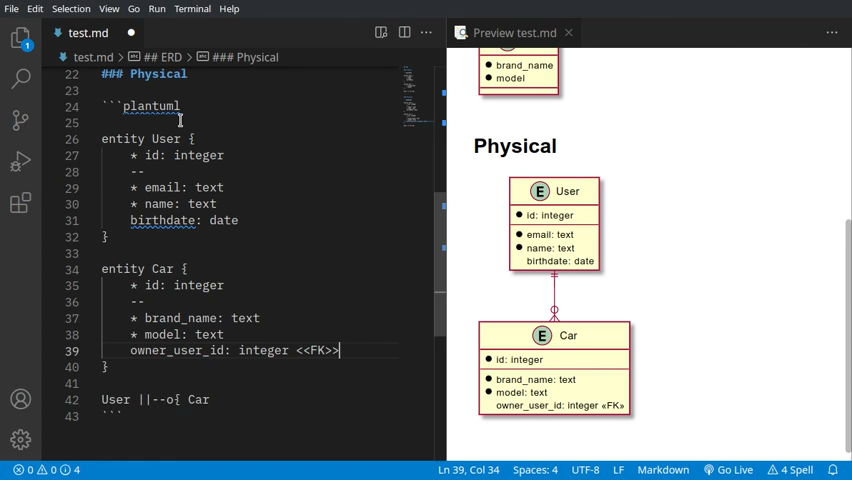 File Edit Selection View Go Run Terminal Help
test.md
Preview test.md
test.md > ## ERD > ### Physical
1
22 ### Physical
23
24 ```plantuml
25
26 entity User {
27 * id: integer
28 --
29 * email: text
30 * name: text
31 birthdate: date
32 }
33
34 entity Car {
35 * id: integer
36 --
37 * brand_name: text
38 * model: text
39 owner_user_id: integer <<FK>>
40 }
41
42 User ||--o{ Car
43 ```
brand_name
model
Physical
E User
id: integer
email: text
name: text
birthdate: date
E Car
id: integer
brand_name: text
model: text
owner_user_id: integer «FK»
0 0 4 Ln 39, Col 34 Spaces: 4 UTF-8 LF Markdown Go Live 4 Spell